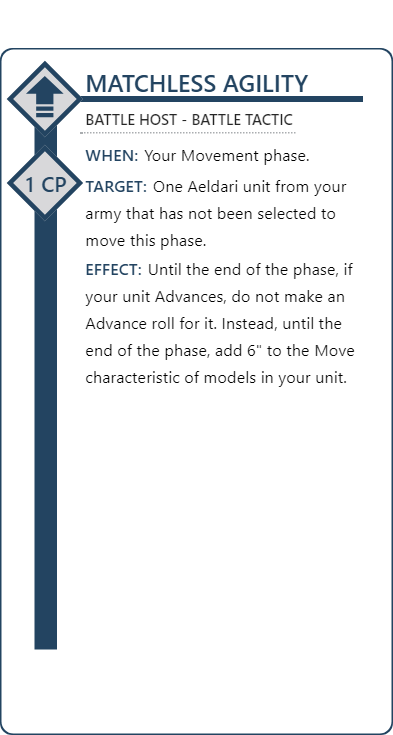 MATCHLESS AGILITY
BATTLE HOST - BATTLE TACTIC
1 CP
WHEN: Your Movement phase.
TARGET: One Aeldari unit from your
army that has not been selected to
move this phase.
EFFECT: Until the end of the phase, if
your unit Advances, do not make an
Advance roll for it. Instead, until the
end of the phase, add 6" to the Move
characteristic of models in your unit.